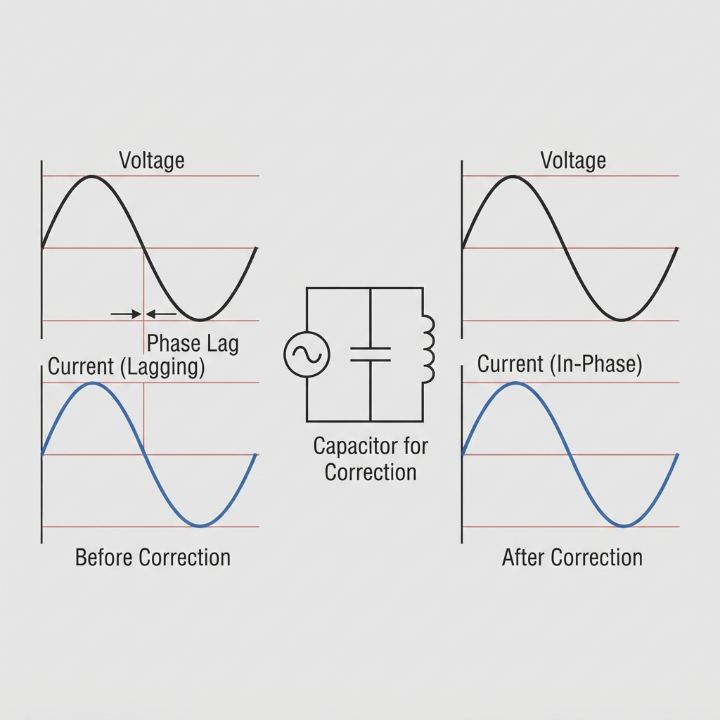 Voltage
Phase Lag
Current (Lagging)
Before Correction
Capacitor for
Correction
Voltage
Current (In-Phase)
After Correction